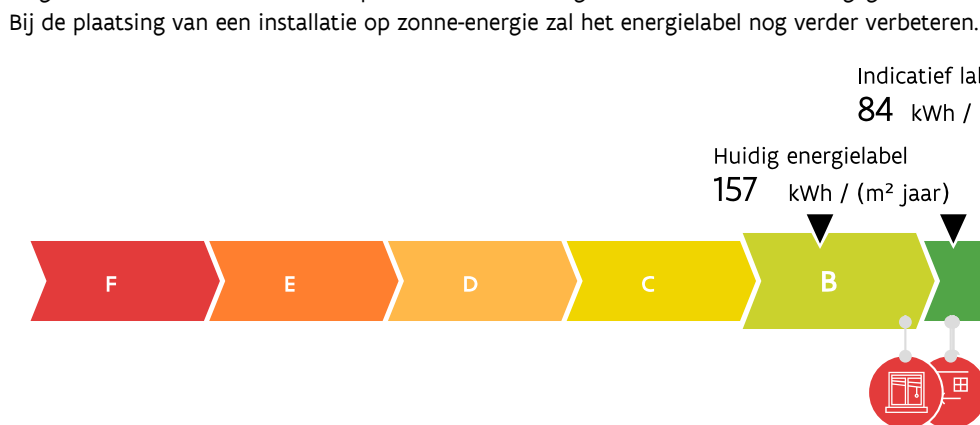 Bij de plaatsing van een installatie op zonne-energie zal het energielabel nog verder verbeteren.
Indicatief
84 kWh /
Huidig energielabel
157 kWh / (m² jaar)
F E D C B